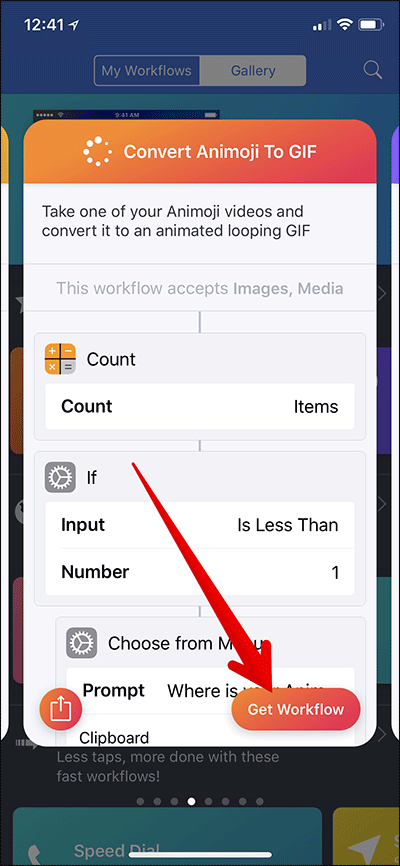 12:41
My Workflows
Gallery
9:41 AM
Convert Animoji To GIF
Take one of your Animoji videos and
convert it to an animated looping GIF
This workflow accepts Images, Media
Count
Count
Items
If
Input
Is Less Than
Number
1
Choose from Menu
Prompt
Where is your Anim
Get Workflow
Clipboard
Less taps, more done with these
fast workflows!
Speed Dial